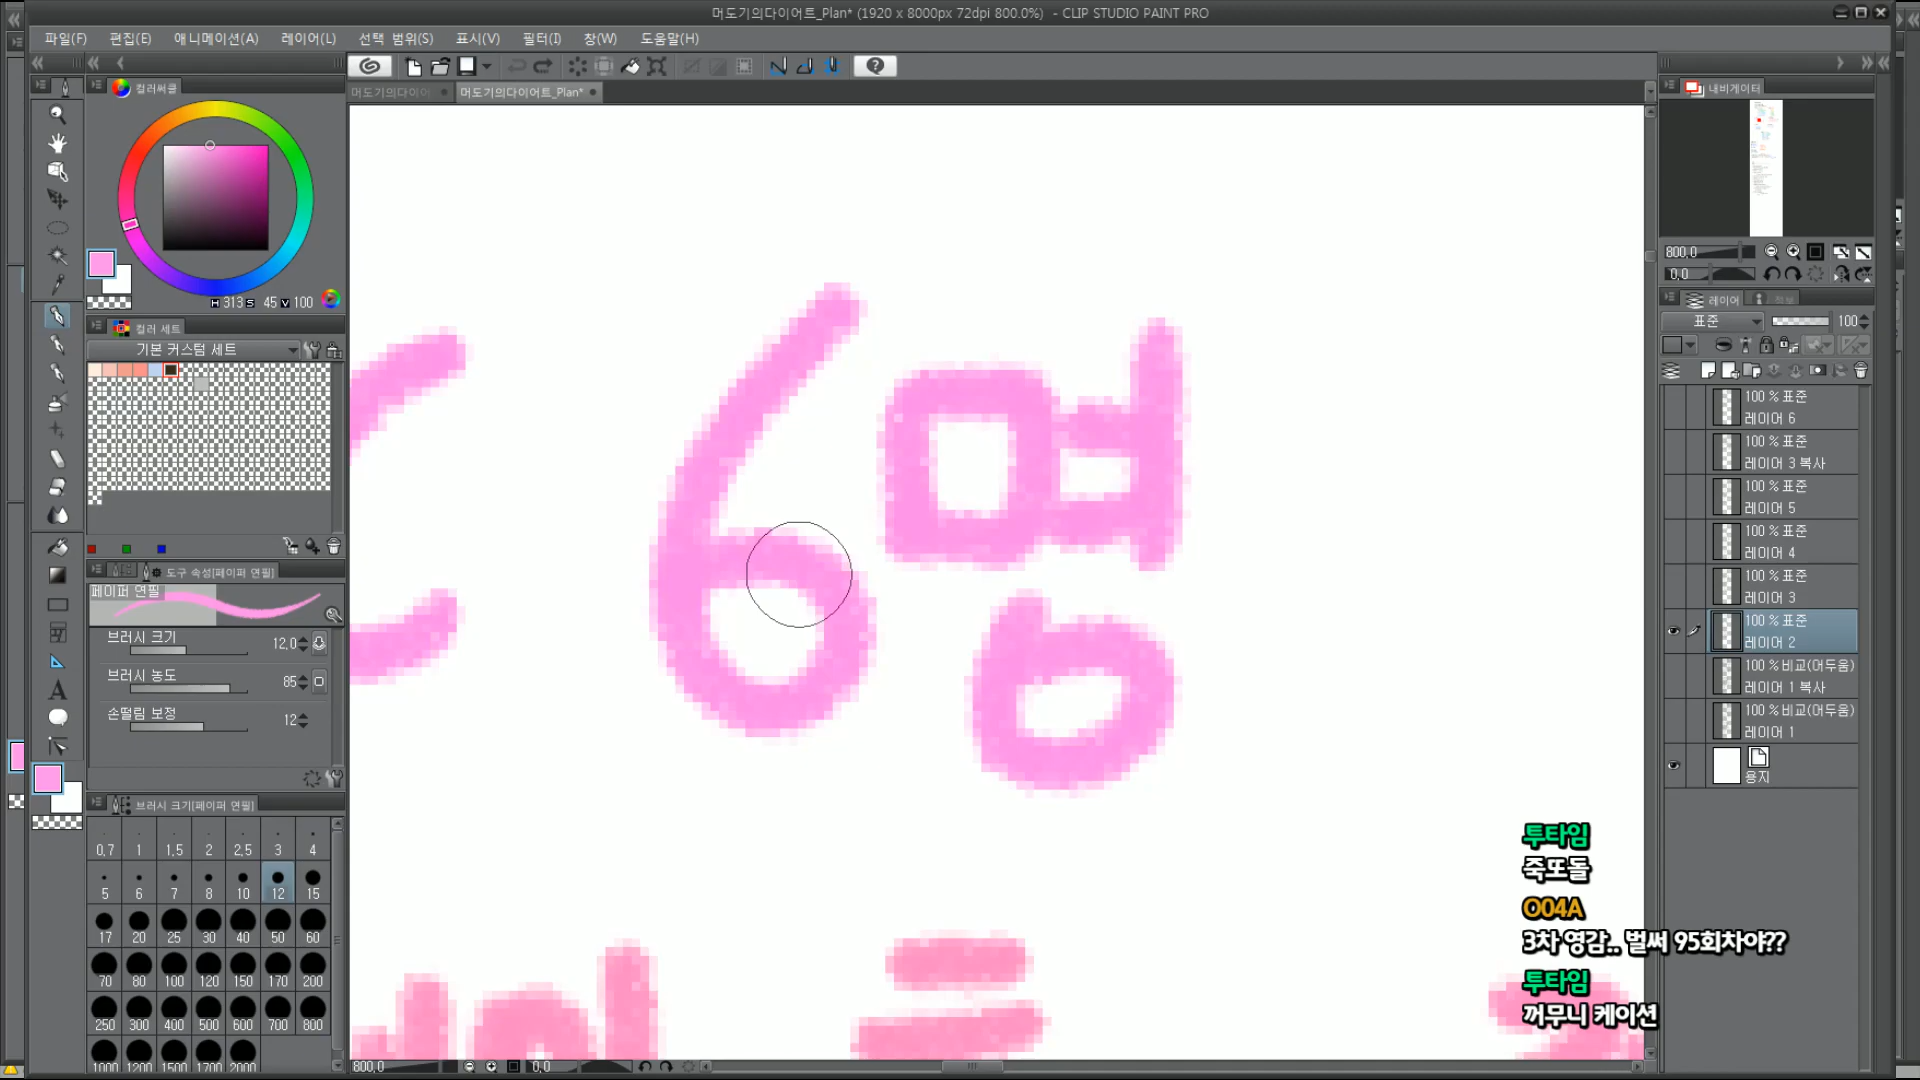 머도기의다이어트_Plan* (1920 x 8000px 72dpi 800.0%) - CLIP STUDIO PAINT PRO
파일(F) 편집(E) 애니메이션(A) 레이어(L) 선택 범위(S) 표시(V) 필터(I) 창(W) 도움말(H)
머도기의다이어 머도기의다이어트_Plan*
컬러써클
H 313 S 45 V 100
컬러 세트
기본 커스텀 세트
도구 속성[페이퍼 연필]
페이퍼 연필
브러시 크기 12.0
브러시 농도 85
손떨림 보정 12
브러시 크기[페이퍼 연필]
0.7 1 1.5 2 2.5 3 4
5 6 7 8 10 12 15
17 20 25 30 40 50 60
70 80 100 120 150 170 200
250 300 400 500 600 700 800
1000 1200 1500 1700 2000
6명
800.0 0.0
내비게이터
800.0
0.0
레이어
표준 100
100 % 표준
레이어 6
100 % 표준
레이어 3 복사
100 % 표준
레이어 5
100 % 표준
레이어 4
100 % 표준
레이어 3
100 % 표준
레이어 2
100 % 비교(어두움)
레이어 1 복사
100 % 비교(어두움)
레이어 1
용지
투타임
죽또돌
O04A
3차 영감.. 벌써 95회차야??
투타임
꺼무니 케이션